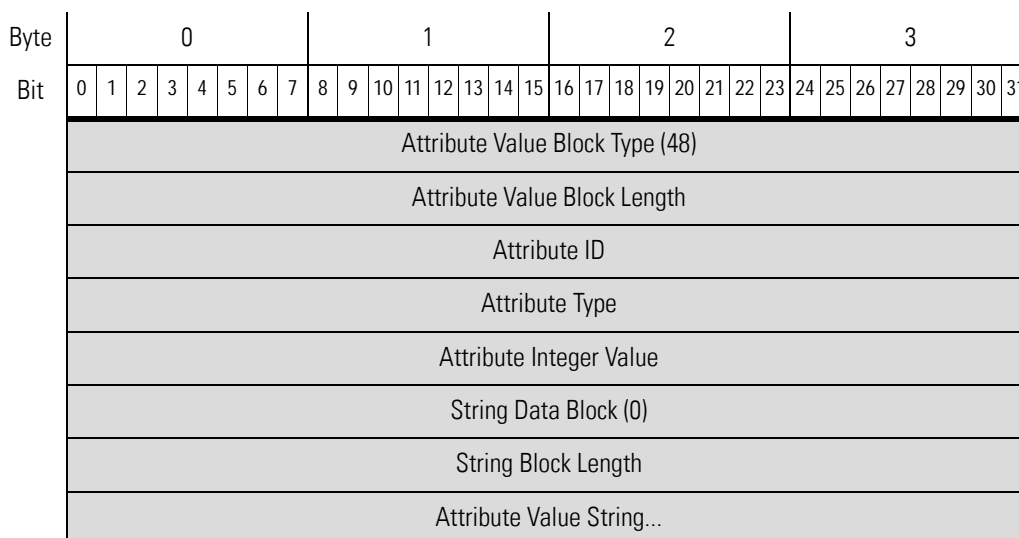 Byte 0 1 2 3
Bit 0 1 2 3 4 5 6 7 8 9 10 11 12 13 14 15 16 17 18 19 20 21 22 23 24 25 26 27 28 29 30 31
Attribute Value Block Type (48)
Attribute Value Block Length
Attribute ID
Attribute Type
Attribute Integer Value
String Data Block (0)
String Block Length
Attribute Value String...